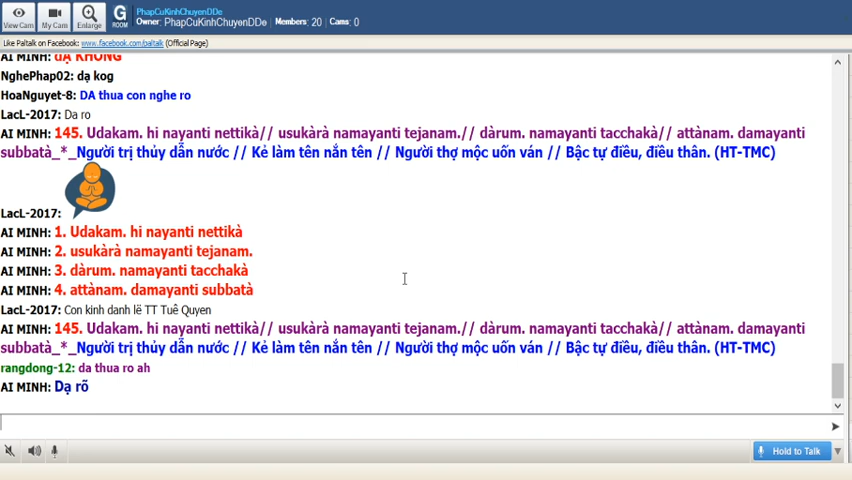 PhapCuKinhChuyenDDe
Owner: PhapCuKinhChuyenDDe Members: 20 Cams: 0
View Cam My Cam Enlarge G ROOM
Like Paltalk on Facebook: www.facebook.com/paltalk (Official Page)
AI MINH: dẠ KHÔNG
NghePhap02: dạ kog
HoaNguyet-8: DA thua con nghe ro
LacL-2017: Da ro
AI MINH: 145. Udakam. hi nayanti nettikà// usukàrà namayanti tejanam.// dàrum. namayanti tacchakà// attànam. damayanti
subbatà_*_Người trị thủy dẫn nước // Kẻ làm tên nắn tên // Người thợ mộc uốn ván // Bậc tự điều, điều thân. (HT-TMC)
LacL-2017:
AI MINH: 1. Udakam. hi nayanti nettikà
AI MINH: 2. usukàrà namayanti tejanam.
AI MINH: 3. dàrum. namayanti tacchakà
AI MINH: 4. attànam. damayanti subbatà
LacL-2017: Con kinh danh lễ TT Tuê Quyen
AI MINH: 145. Udakam. hi nayanti nettikà// usukàrà namayanti tejanam.// dàrum. namayanti tacchakà// attànam. damayanti
subbatà_*_Người trị thủy dẫn nước // Kẻ làm tên nắn tên // Người thợ mộc uốn ván // Bậc tự điều, điều thân. (HT-TMC)
rangdong-12: da thua ro ah
AI MINH: Dạ rõ
Hold to Talk